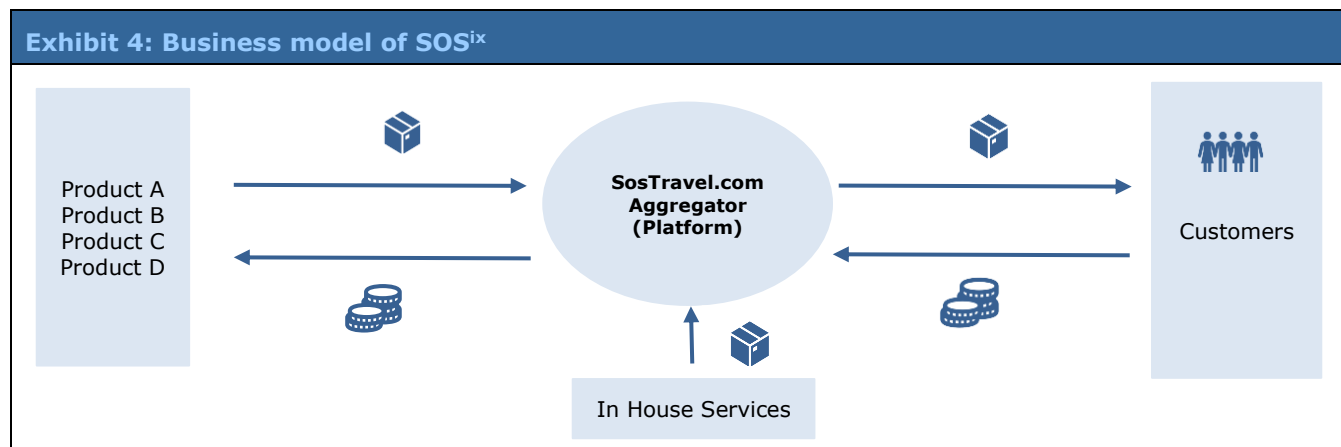 Exhibit 4: Business model of SOSix
Product A
Product B
Product C
Product D
SosTravel.com
Aggregator
(Platform)
Customers
In House Services